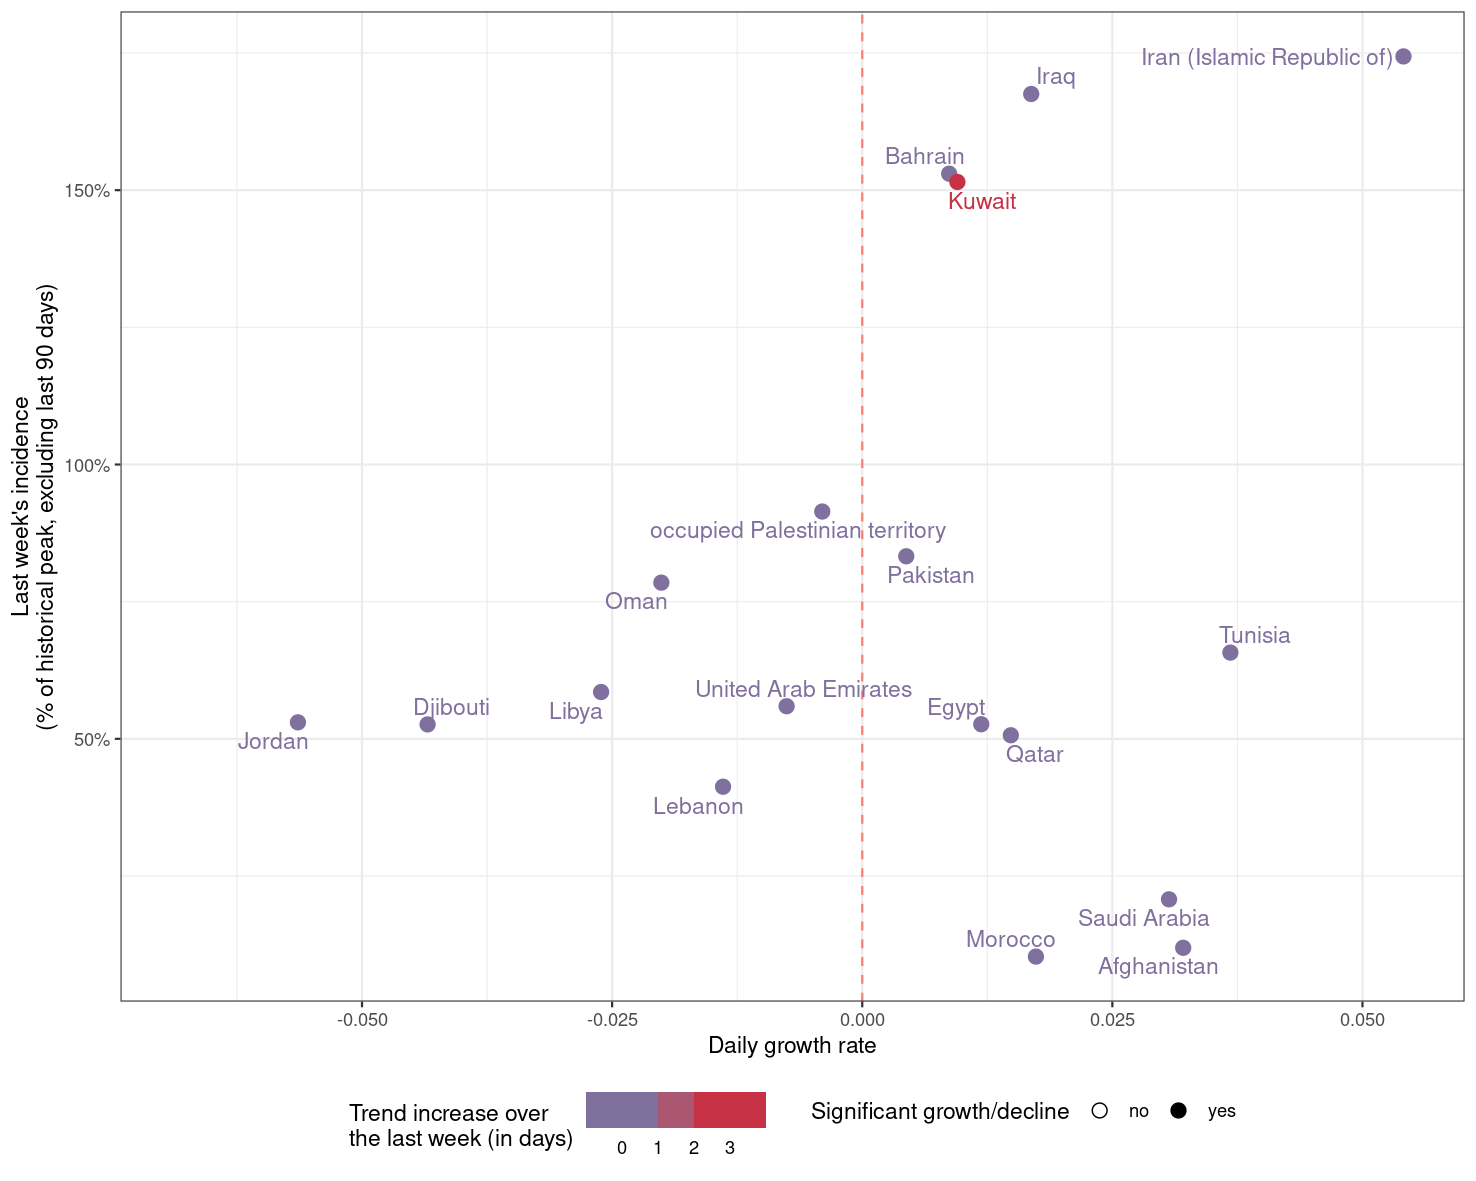 Iran (Islamic Republic of)
Iraq
Bahrain
Kuwait
occupied Palestinian territory
Pakistan
Oman
Tunisia
United Arab Emirates
Djibouti
Libya
Egypt
Jordan
Qatar
Lebanon
Saudi Arabia
Morocco
Afghanistan
150%
100%
50%
Last week's incidence
(% of historical peak, excluding last 90 days)
-0.050
-0.025
0.000
0.025
0.050
Daily growth rate
Trend increase over
the last week (in days)
0 1 2 3
Significant growth/decline no yes